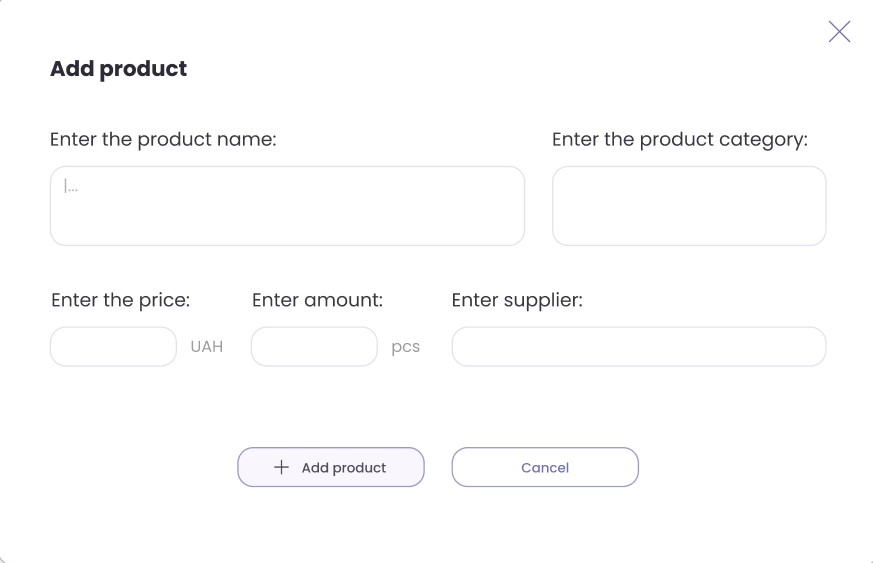 Add product
Enter the product name:
Enter the product category:
|...
Enter the price:
Enter amount:
Enter supplier:
UAH
pcs
Add product
Cancel